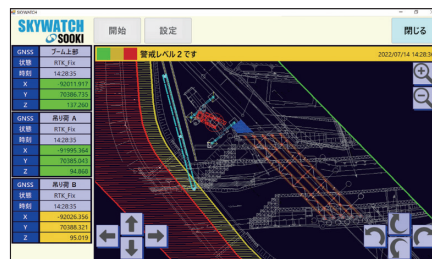 SKYWATCH
SKYWATCH
SOOKI
開始
設定
閉じる
警戒レベル2です
2022/07/14 14:28:36
GNSS ブーム上部
状態 RTK_Fix
時刻 14:28:35
X -92011.917
Y 70386.735
Z 137.260
GNSS 吊り荷 A
状態 RTK_Fix
時刻 14:28:35
X -91995.364
Y 70385.043
Z 94.868
GNSS 吊り荷 B
状態 RTK_Fix
時刻 14:28:35
X -92026.356
Y 70388.321
Z 95.019